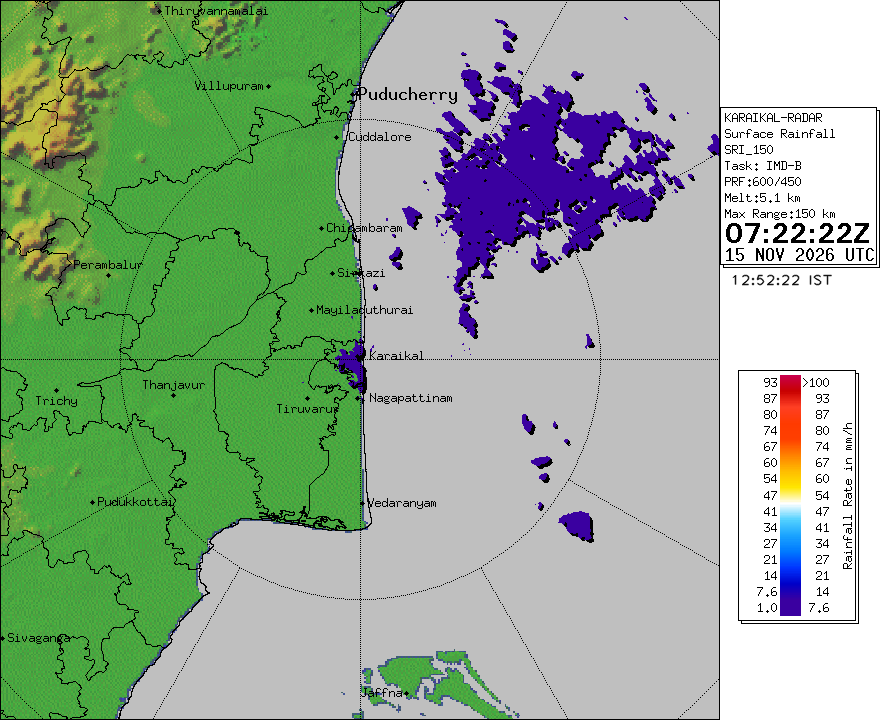 Thiruvannamalai
Villupuram
Puducherry
Cuddalore
Chidambaram
Perambalur
Sirkazi
Mayiladuthurai
Karaikal
Thanjavur
Trichy
Tiruvarur
Nagapattinam
Pudukkottai
Vedaranyam
Sivaganga
Jaffna
KARAIKAL-RADAR
Surface Rainfall
SRI_150
Task: IMD-B
PRF:600/450
Melt:5.1 km
Max Range:150 km
07:22:22Z
15 NOV 2026 UTC
12:52:22 IST
93 >100
87 93
80 87
74 80
67 74
60 67
54 60
47 54
41 47
34 41
27 34
21 27
14 21
7.6 14
1.0 7.6
Rainfall Rate in mm/h